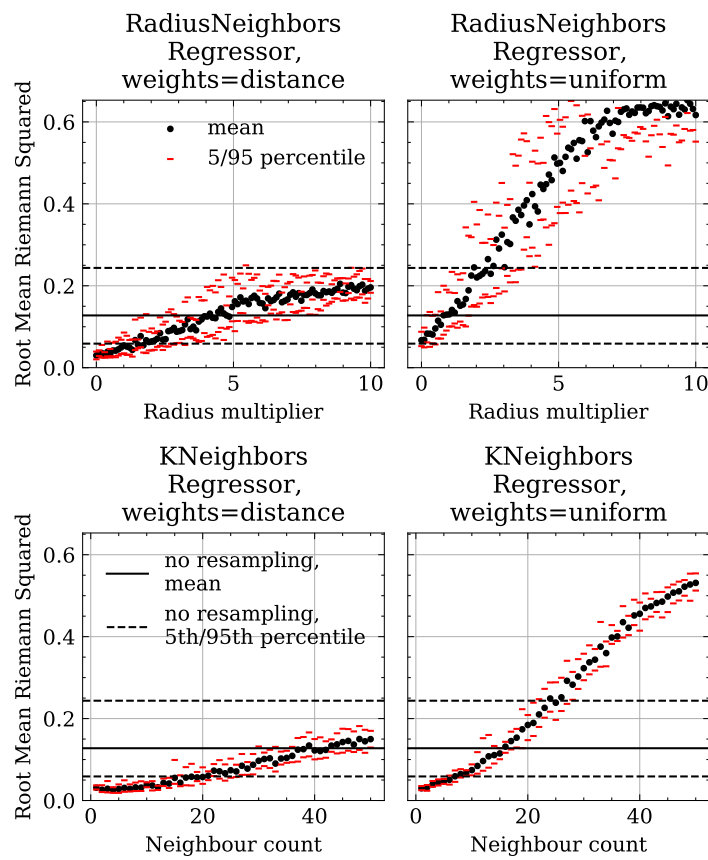 RadiusNeighbors
Regressor,
weights=distance
RadiusNeighbors
Regressor,
weights=uniform
Root Mean Riemann Squared
0.6
0.4
0.2
0.0
mean
5/95 percentile
0
5
10
Radius multiplier
0
5
10
Radius multiplier
KNeighbors
Regressor,
weights=distance
KNeighbors
Regressor,
weights=uniform
Root Mean Riemann Squared
0.6
0.4
0.2
0.0
no resampling,
mean
no resampling,
5th/95th percentile
0
20
40
Neighbour count
0
20
40
Neighbour count